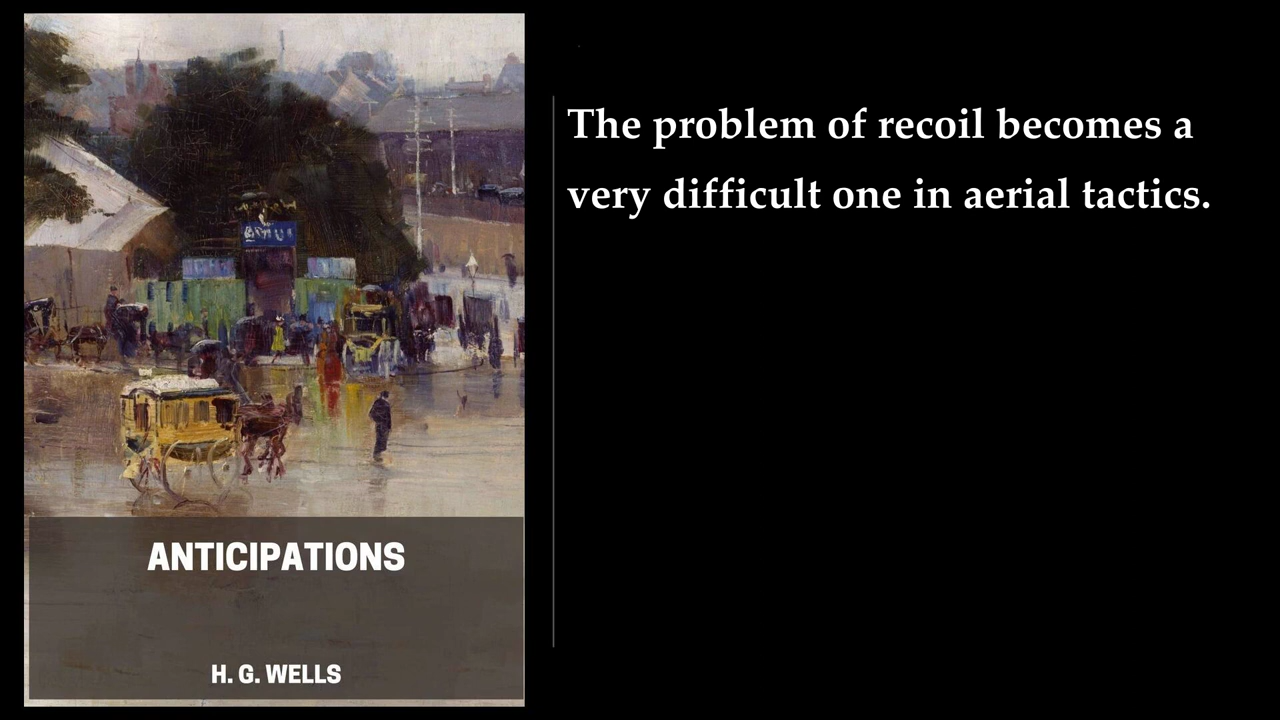 The problem of recoil becomes a
very difficult one in aerial tactics.
ANTICIPATIONS
H. G. WELLS